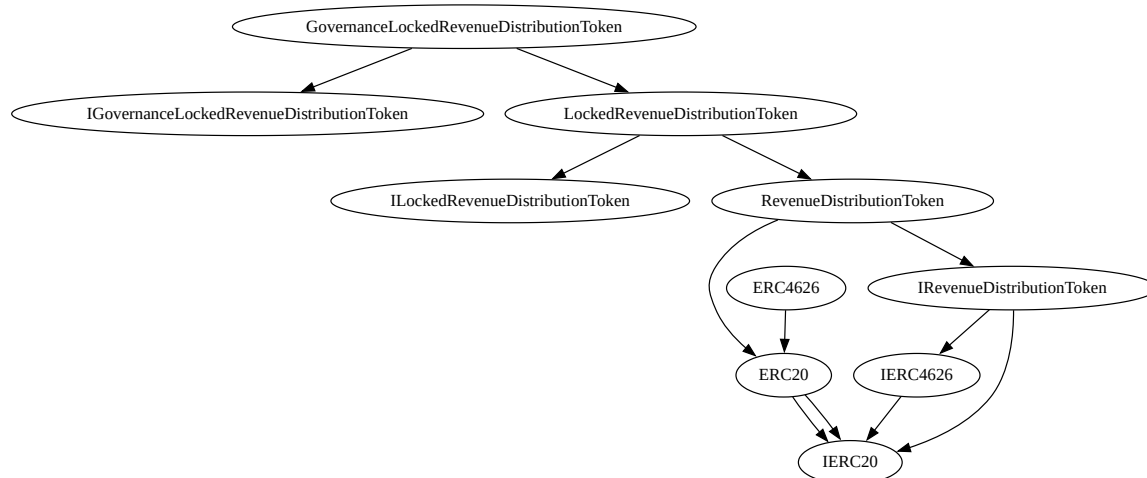 GovernanceLockedRevenueDistributionToken
IGovernanceLockedRevenueDistributionToken
LockedRevenueDistributionToken
ILockedRevenueDistributionToken
RevenueDistributionToken
ERC4626
IRevenueDistributionToken
ERC20
IERC4626
IERC20